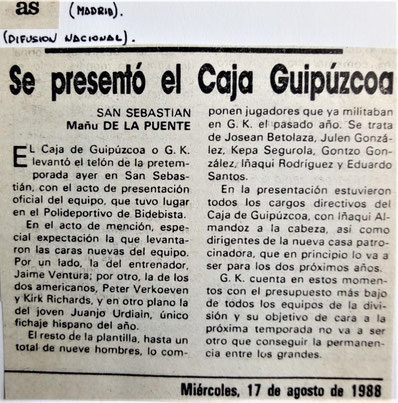 as (MADRID).
(DIFUSION NACIONAL).
Se presentó el Caja Guipúzcoa
SAN SEBASTIAN
Mañu DE LA PUENTE
EL Caja de Guipúzcoa o G. K.
levantó el telón de la pretem-
porada ayer en San Sebas-
tián, con el acto de presentación
oficial del equipo, que tuvo lugar
en el Polideportivo de Bidebista.
En el acto de mención, espe-
cial expectación la que levanta-
ron las caras nuevas del equipo.
Por un lado, la del entrenador,
Jaime Ventura; por otro, la de los
dos americanos, Peter Verkoeven
y Kirk Richards, y en otro plano la
del joven Juanjo Urdiain, único
fichaje hispano del año.
El resto de la plantilla, hasta un
total de nueve hombres, lo com-
ponen jugadores que ya militaban
en G. K. el pasado año. Se trata
de Josean Betolaza, Julen Gonzá-
lez, Kepa Segurola, Gontzo Gon-
zález, Iñaqui Rodríguez y Eduardo
Santos.
En la presentación estuvieron
todos los cargos directivos del
Caja de Guipúzcoa, con Iñaqui Al-
mandoz a la cabeza, así como
dirigentes de la nueva casa patro-
cinadora, que en principio lo va a
ser para los dos próximos años.
G. K. cuenta en estos momen-
tos con el presupuesto más bajo
de todos los equipos de la divi-
sión y su objetivo de cara a la
próxima temporada no va a ser
otro que conseguir la permanen-
cia entre los grandes.
Miércoles, 17 de agosto de 1988